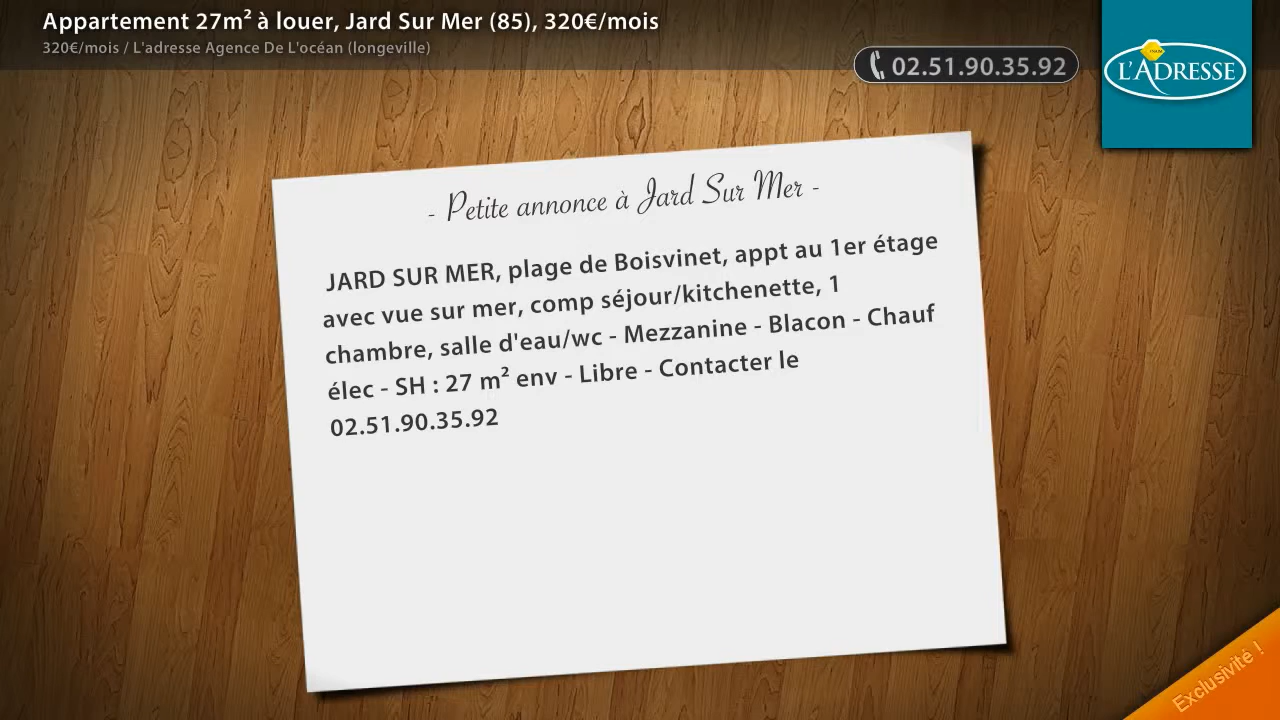 Appartement 27m² à louer, Jard Sur Mer (85), 320€/mois
320€/mois / L'adresse Agence De L'océan (longeville)
02.51.90.35.92
L'ADRESSE
- Petite annonce à Jard Sur Mer -
JARD SUR MER, plage de Boisvinet, appt au 1er étage
avec vue sur mer, comp séjour/kitchenette, 1
chambre, salle d'eau/wc - Mezzanine - Blacon - Chauf
élec - SH : 27 m² env - Libre - Contacter le
02.51.90.35.92
Exclusivité !